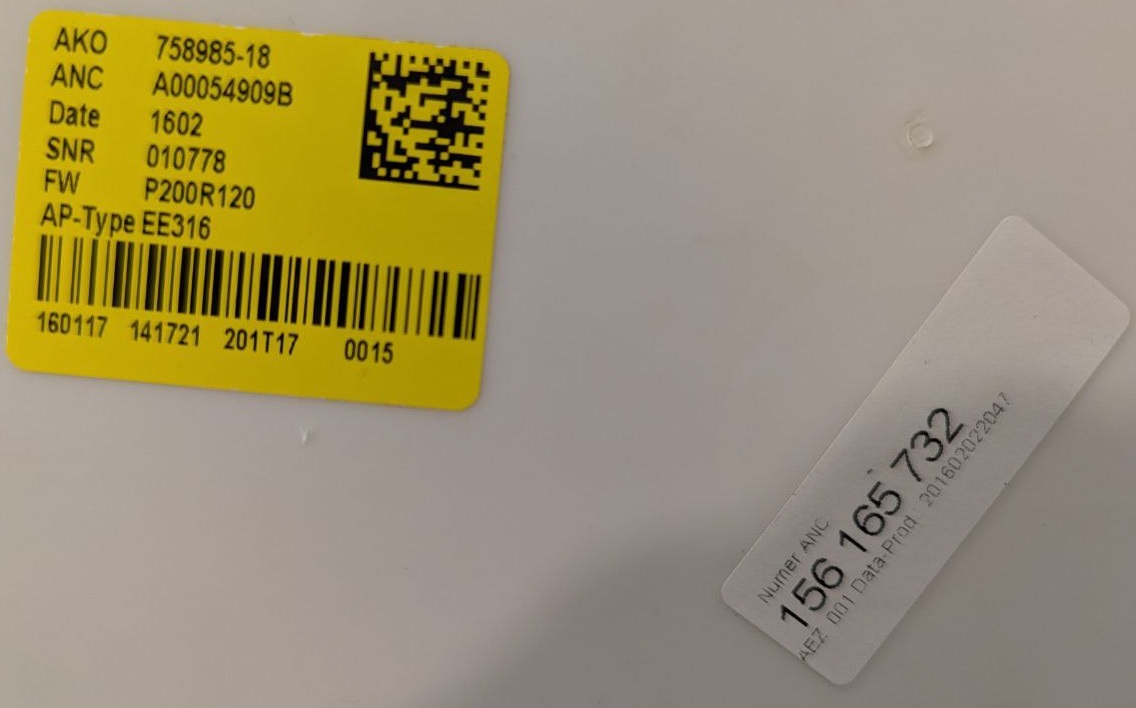 AKO 758985-18
ANC A00054909B
Date 1602
SNR 010778
FW P200R120
AP-Type EE316
160117 141721 201T17 0015
Numer ANC
156 165 732
AEZ 001 Data-Prod. 201602022047